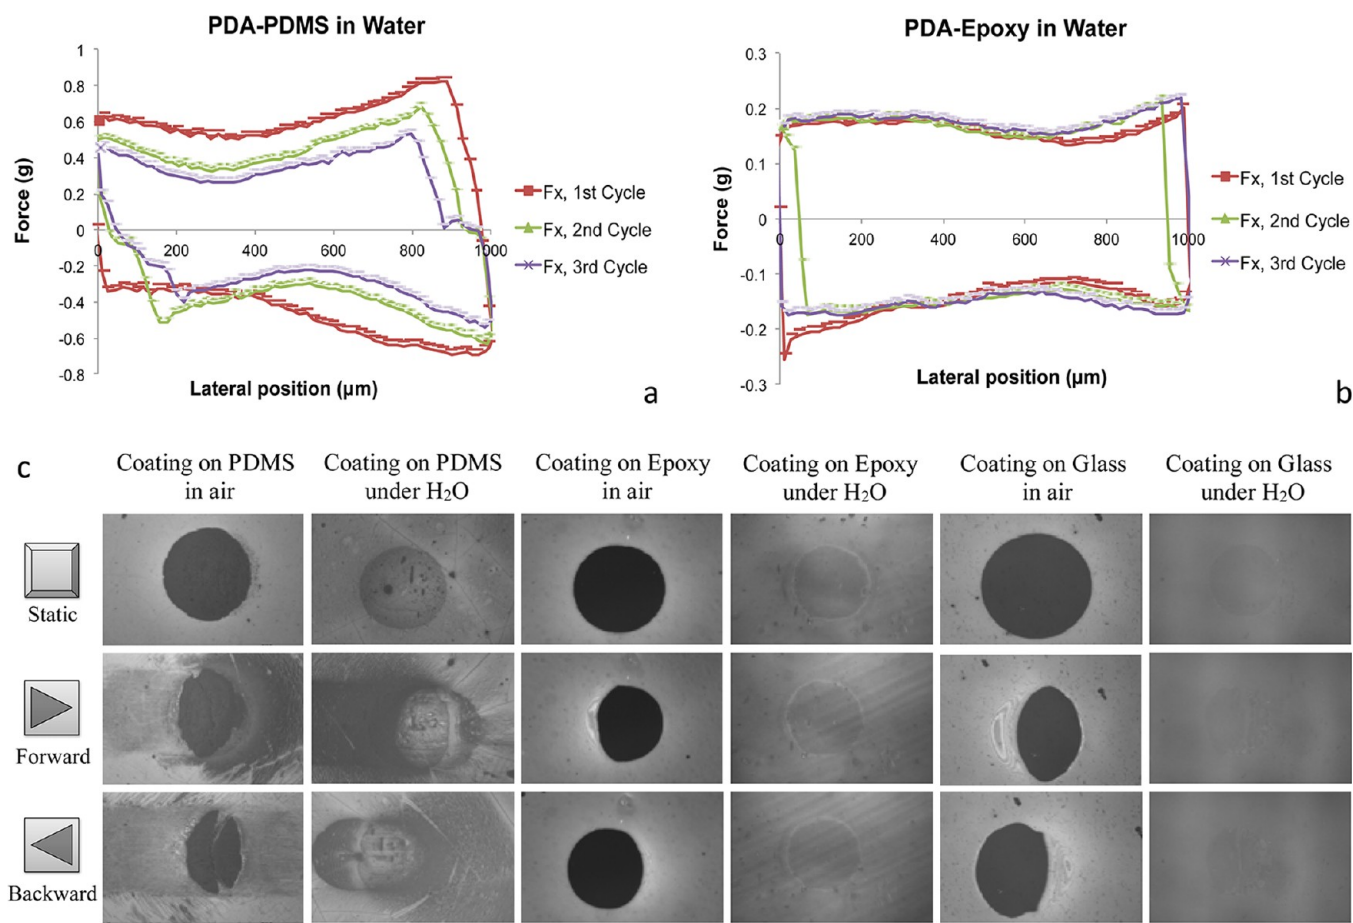 PDA-PDMS in Water
1
0.8
0.6
0.4
0.2
0
-0.2
-0.4
-0.6
-0.8
Force (g)
0 200 400 600 800 1000
Lateral position (µm)
Fx, 1st Cycle
Fx, 2nd Cycle
Fx, 3rd Cycle
a
PDA-Epoxy in Water
0.3
0.2
0.1
0
-0.1
-0.2
-0.3
Force (g)
0 200 400 600 800 1000
Lateral position (µm)
Fx, 1st Cycle
Fx, 2nd Cycle
Fx, 3rd Cycle
b
c
Coating on PDMS
in air
Coating on PDMS
under H₂O
Coating on Epoxy
in air
Coating on Epoxy
under H₂O
Coating on Glass
in air
Coating on Glass
under H₂O
Static
Forward
Backward